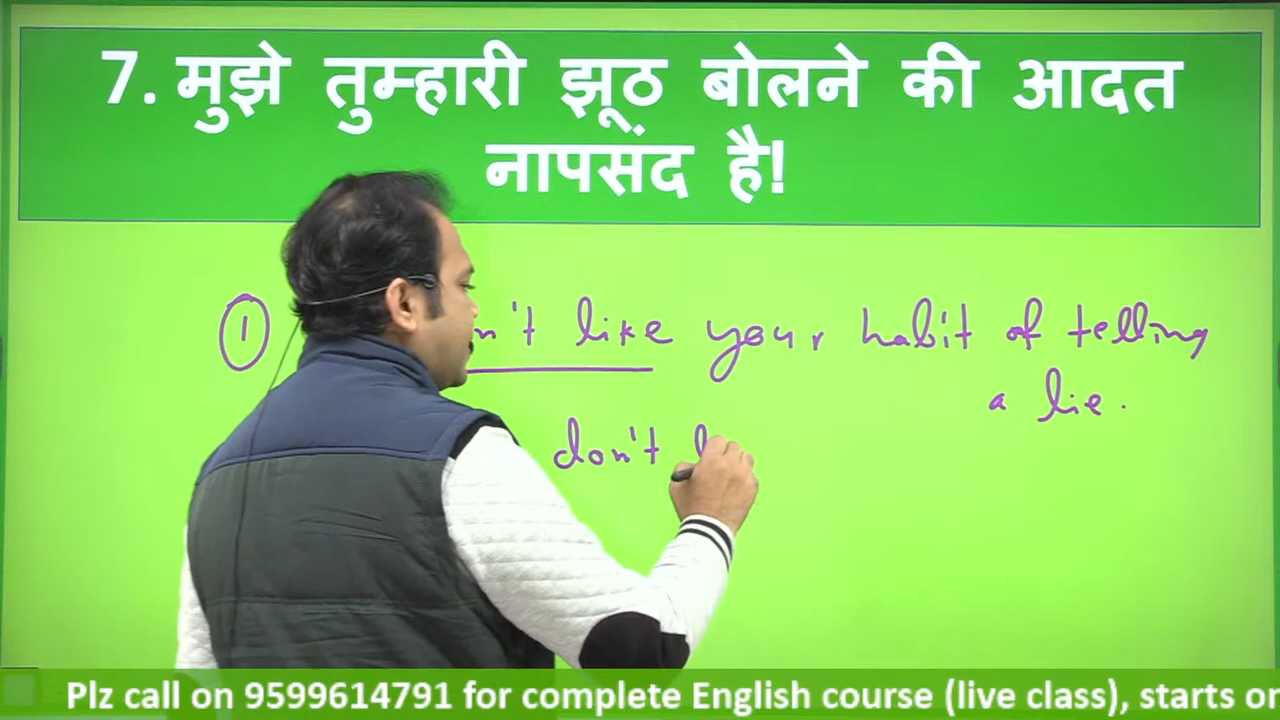 7. मुझे तुम्हारी झूठ बोलने की आदत
नापसंद है!
1 n't like your habit of telling
a lie.
don't
Plz call on 9599614791 for complete English course (live class), starts